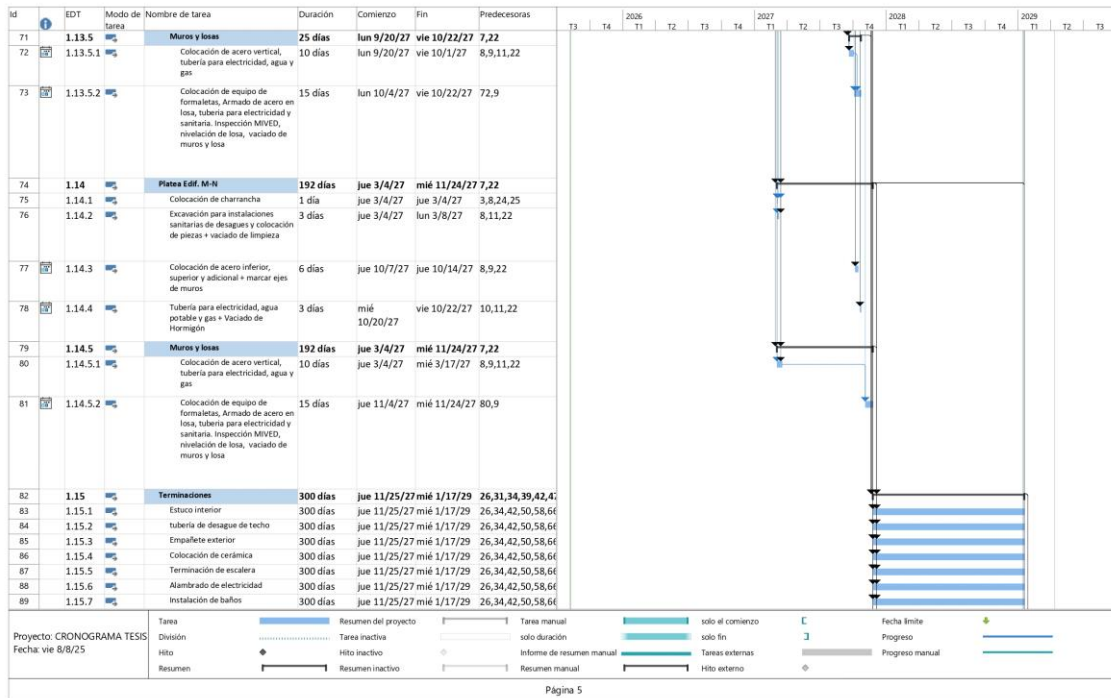 Id EDT Modo de tarea Nombre de tarea Duración Comienzo Fin Predecesoras
2026 2027 2028 2029
T3 T4 T1 T2 T3 T4 T1 T2 T3 T4 T1 T2 T3 T4 T1 T2 T3
71 1.13.5 Muros y losas 25 días lun 9/20/27 vie 10/22/27 7,22
72 1.13.5.1 Colocación de acero vertical, 10 días lun 9/20/27 vie 10/1/27 8,9,11,22
tubería para electricidad, agua y
gas
73 1.13.5.2 Colocación de equipo de 15 días lun 10/4/27 vie 10/22/27 72,9
formaletas, Armado de acero en
losa, tuberia para electricidad y
sanitaria. Inspección MIVED,
nivelación de losa, vaciado de
muros y losa
74 1.14 Platea Edif. M-N 192 días jue 3/4/27 mié 11/24/27 7,22
75 1.14.1 Colocación de charrancha 1 día jue 3/4/27 jue 3/4/27 3,8,24,25
76 1.14.2 Excavación para instalaciones 3 días jue 3/4/27 lun 3/8/27 8,11,22
sanitarias de desagues y colocación
de piezas + vaciado de limpieza
77 1.14.3 Colocación de acero inferior, 6 días jue 10/7/27 jue 10/14/27 8,9,22
superior y adicional + marcar ejes
de muros
78 1.14.4 Tubería para electricidad, agua 3 días mié 10/20/27 vie 10/22/27 10,11,22
potable y gas + Vaciado de
Hormigón
79 1.14.5 Muros y losas 192 días jue 3/4/27 mié 11/24/27 7,22
80 1.14.5.1 Colocación de acero vertical, 10 días jue 3/4/27 mié 3/17/27 8,9,11,22
tubería para electricidad, agua y
gas
81 1.14.5.2 Colocación de equipo de 15 días jue 11/4/27 mié 11/24/27 80,9
formaletas, Armado de acero en
losa, tuberia para electricidad y
sanitaria. Inspección MIVED,
nivelación de losa, vaciado de
muros y losa
82 1.15 Terminaciones 300 días jue 11/25/27 mié 1/17/29 26,31,34,39,42,47
83 1.15.1 Estuco interior 300 días jue 11/25/27 mié 1/17/29 26,34,42,50,58,66
84 1.15.2 tubería de desague de techo 300 días jue 11/25/27 mié 1/17/29 26,34,42,50,58,66
85 1.15.3 Empañete exterior 300 días jue 11/25/27 mié 1/17/29 26,34,42,50,58,66
86 1.15.4 Colocación de cerámica 300 días jue 11/25/27 mié 1/17/29 26,34,42,50,58,66
87 1.15.5 Terminación de escalera 300 días jue 11/25/27 mié 1/17/29 26,34,42,50,58,66
88 1.15.6 Alambrado de electricidad 300 días jue 11/25/27 mié 1/17/29 26,34,42,50,58,66
89 1.15.7 Instalación de baños 300 días jue 11/25/27 mié 1/17/29 26,34,42,50,58,66
Proyecto: CRONOGRAMA TESIS
Fecha: vie 8/8/25
Tarea Resumen del proyecto Tarea manual solo el comienzo Fecha límite
División Tarea inactiva solo duración solo fin Progreso
Hito Hito inactivo Informe de resumen manual Tareas externas Progreso manual
Resumen Resumen inactivo Resumen manual Hito externo
Página 5